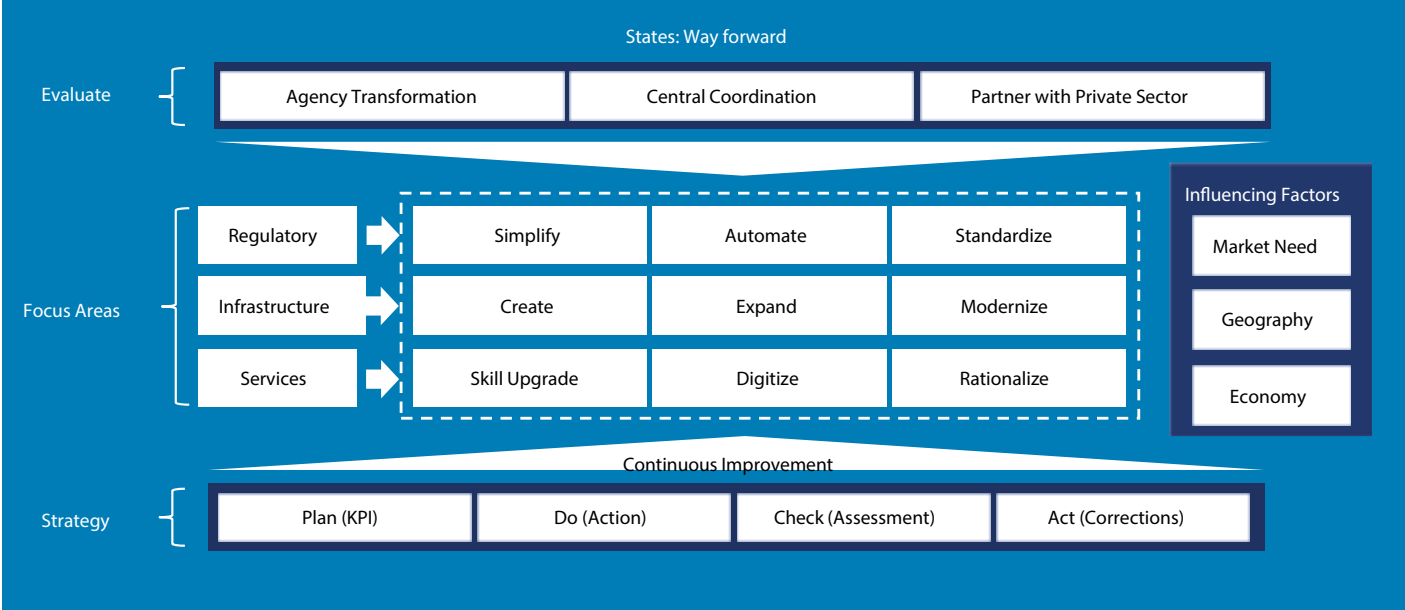 States: Way forward
Evaluate
Agency Transformation
Central Coordination
Partner with Private Sector
Influencing Factors
Market Need
Geography
Economy
Focus Areas
Regulatory
Simplify
Automate
Standardize
Infrastructure
Create
Expand
Modernize
Services
Skill Upgrade
Digitize
Rationalize
Continuous Improvement
Strategy
Plan (KPI)
Do (Action)
Check (Assessment)
Act (Corrections)